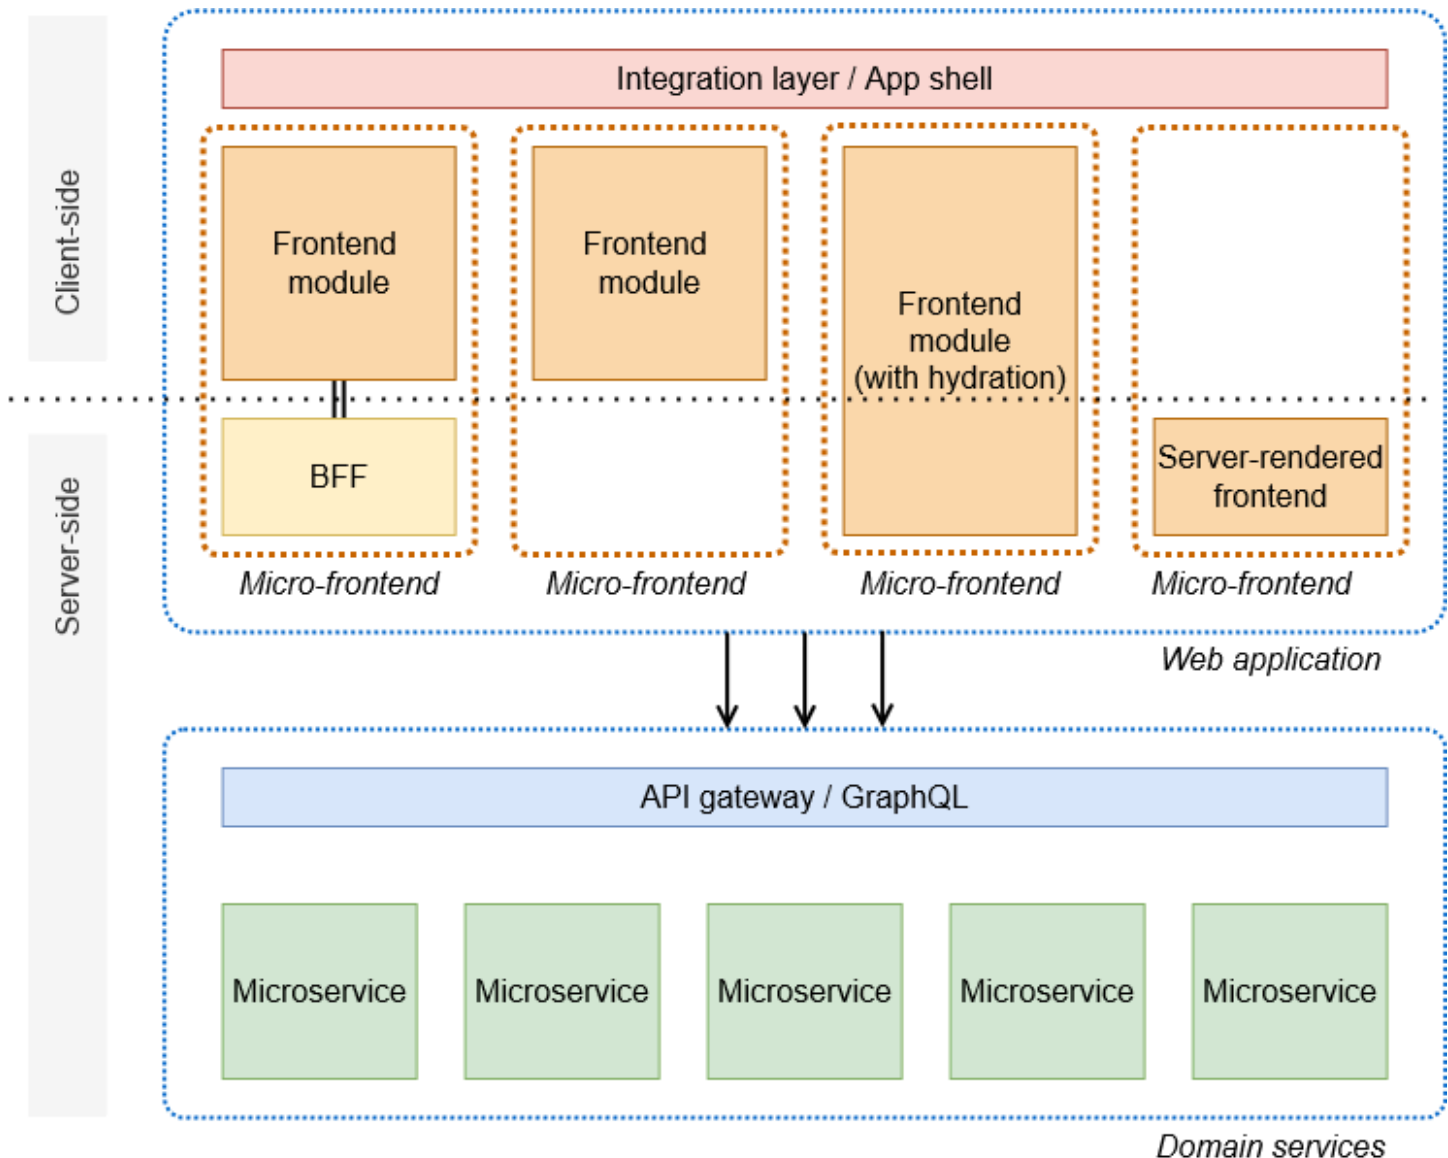 Client-side
Integration layer / App shell
Frontend
module
Frontend
module
Frontend
module
(with hydration)
Server-side
BFF
Server-rendered
frontend
Micro-frontend
Micro-frontend
Micro-frontend
Micro-frontend
Web application
API gateway / GraphQL
Microservice
Microservice
Microservice
Microservice
Microservice
Domain services